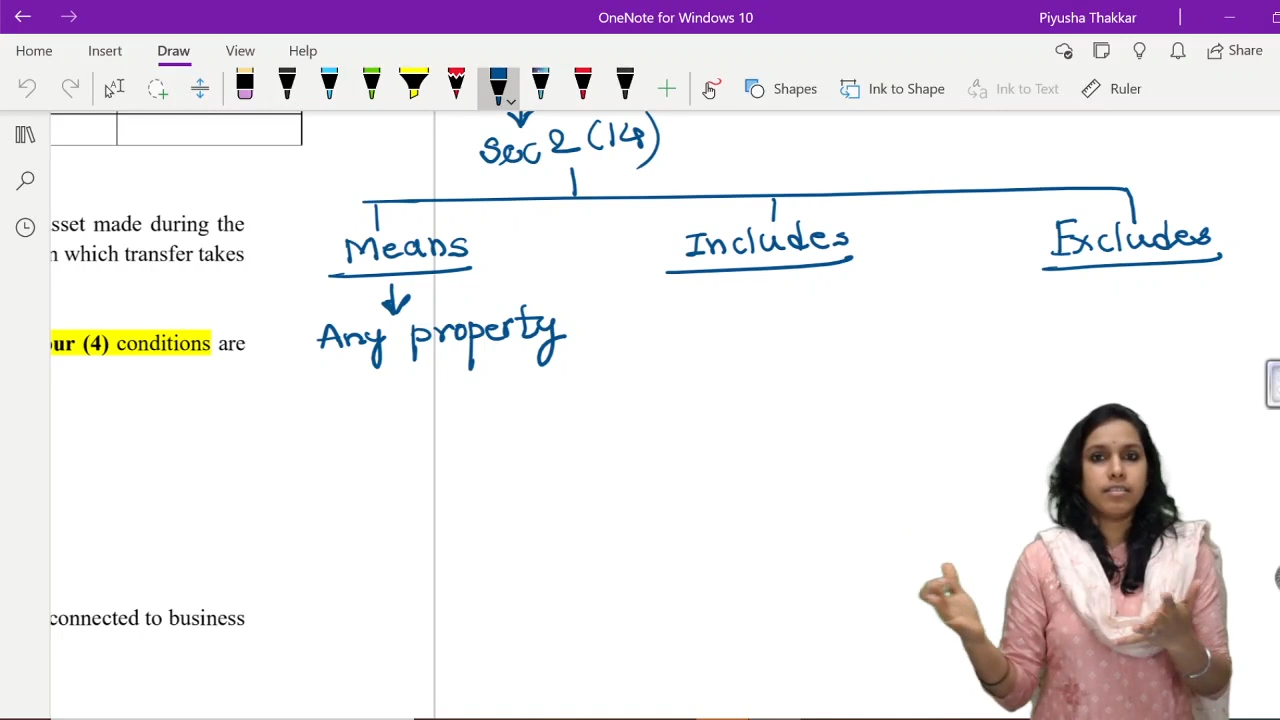 OneNote for Windows 10
Piyusha Thakkar
Home Insert Draw View Help
Share
Shapes
Ink to Shape
Ink to Text
Ruler
Sec 2 (14)
sset made during the
n which transfer takes
Means
Includes
Excludes
Any property
our (4) conditions are
connected to business